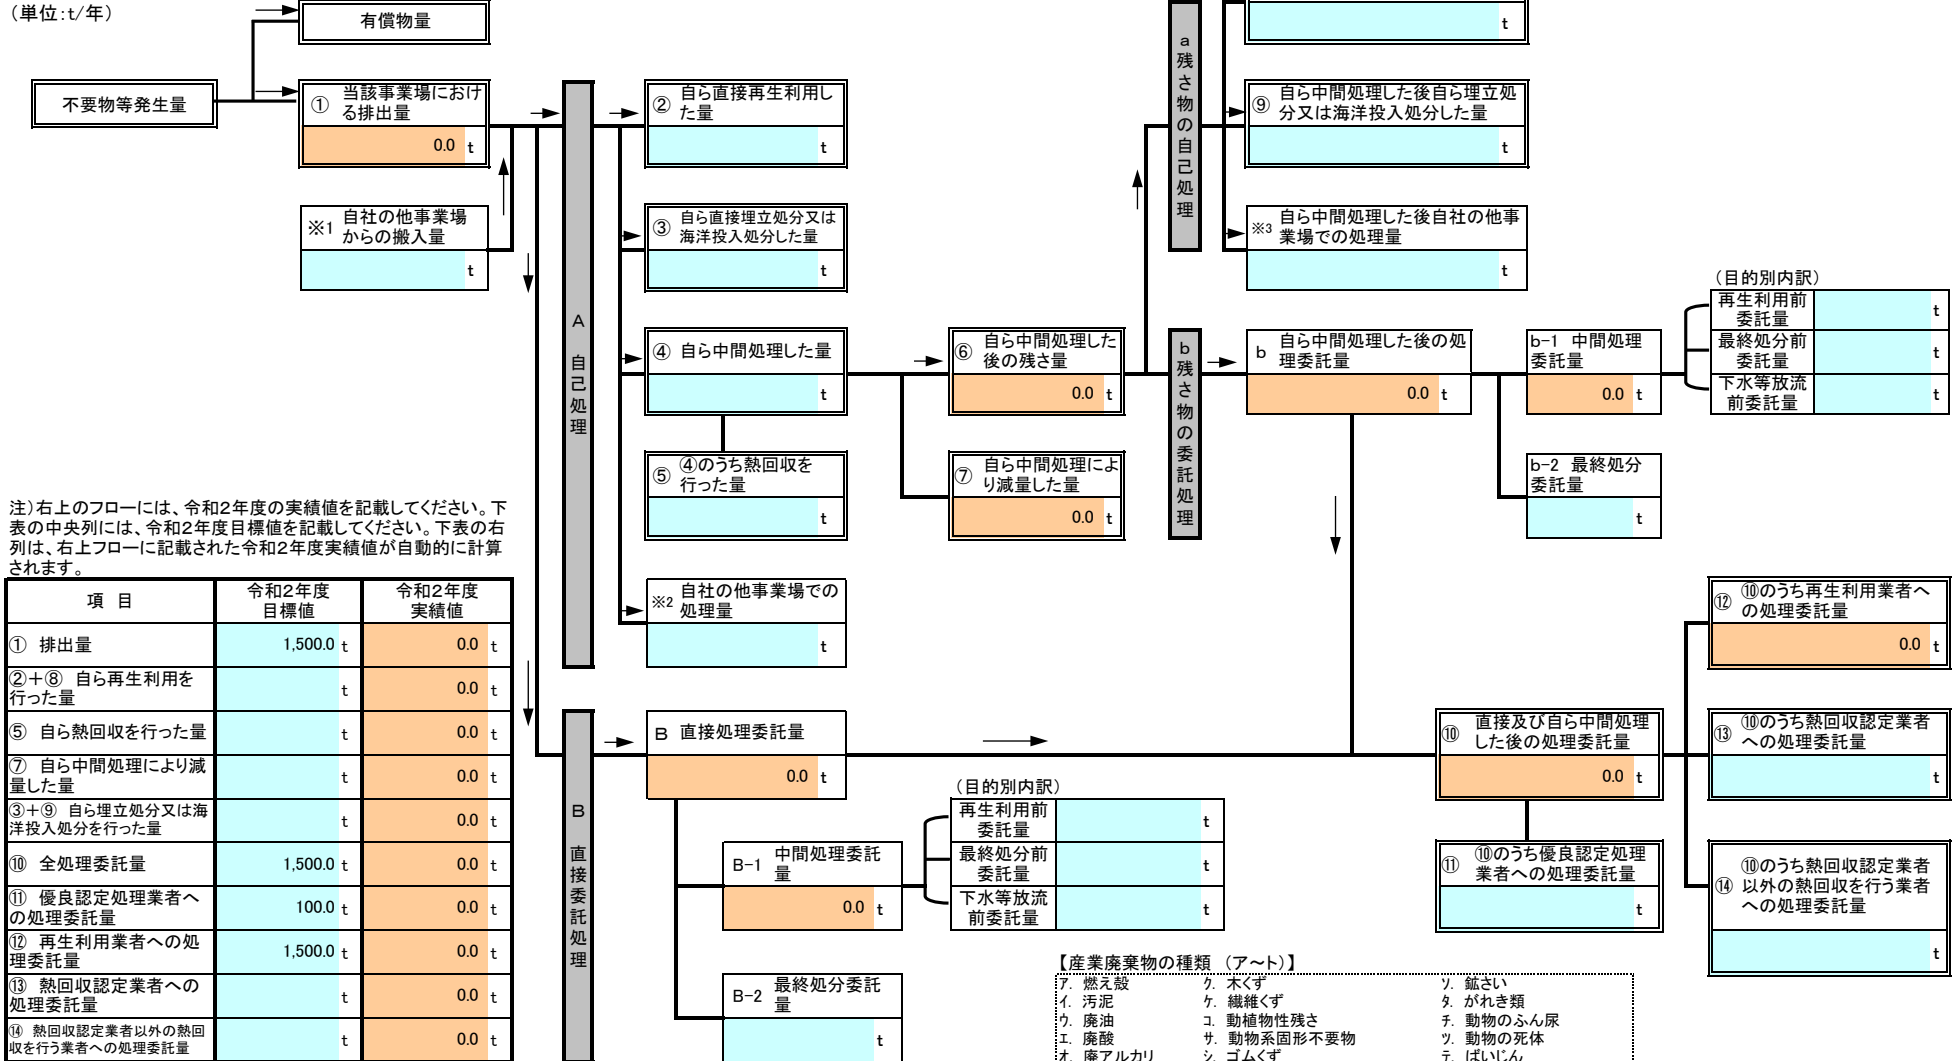 （単位：t/年）
有償物量
不要物等発生量
① 当該事業場におけ
る排出量
0.0 t
※1 自社の他事業場
からの搬入量
t
A 自己処理
② 自ら直接再生利用し
た量
t
③ 自ら直接埋立処分又は
海洋投入処分した量
t
④ 自ら中間処理した量
t
⑤ ④のうち熱回収を
行った量
t
※2 自社の他事業場での
処理量
t
⑥ 自ら中間処理した
後の残さ量
0.0 t
⑦ 自ら中間処理によ
り減量した量
0.0 t
a 残さ物の自己処理
t
⑨ 自ら中間処理した後自ら埋立処
分又は海洋投入処分した量
t
※3 自ら中間処理した後自社の他事
業場での処理量
t
b 残さ物の委託処理
b 自ら中間処理した後の処
理委託量
0.0 t
b-1 中間処理
委託量
0.0 t
b-2 最終処分
委託量
t
（目的別内訳）
再生利用前
委託量
t
最終処分前
委託量
t
下水等放流
前委託量
t
注）右上のフローには、令和2年度の実績値を記載してください。下
表の中央列には、令和2年度目標値を記載してください。下表の右
列は、右上フローに記載された令和2年度実績値が自動的に計算
されます。
項 目
令和2年度
目標値
令和2年度
実績値
① 排出量 1,500.0 t 0.0 t
②＋⑧ 自ら再生利用を
行った量 t 0.0 t
⑤ 自ら熱回収を行った量 t 0.0 t
⑦ 自ら中間処理により減
量した量 t 0.0 t
③＋⑨ 自ら埋立処分又は海
洋投入処分を行った量 t 0.0 t
⑩ 全処理委託量 1,500.0 t 0.0 t
⑪ 優良認定処理業者へ
の処理委託量 100.0 t 0.0 t
⑫ 再生利用業者への処
理委託量 1,500.0 t 0.0 t
⑬ 熱回収認定業者への
処理委託量 t 0.0 t
⑭ 熱回収認定業者以外の熱回
収を行う業者への処理委託量 t 0.0 t
B 直接委託処理
B 直接処理委託量
0.0 t
B-1 中間処理委託
量
0.0 t
B-2 最終処分委託
量
t
（目的別内訳）
再生利用前
委託量
t
最終処分前
委託量
t
下水等放流
前委託量
t
⑩ 直接及び自ら中間処理
した後の処理委託量
0.0 t
⑪ ⑩のうち優良認定処理
業者への処理委託量
t
⑫ ⑩のうち再生利用業者へ
の処理委託量
0.0 t
⑬ ⑩のうち熱回収認定業者
への処理委託量
t
⑭ ⑩のうち熱回収認定業者
以外の熱回収を行う業者
への処理委託量
t
【産業廃棄物の種類 （ア～ト）】
ア. 燃え殻 ク. 木くず ソ. 鉱さい
イ. 汚泥 ケ. 繊維くず タ. がれき類
ウ. 廃油 コ. 動植物性残さ チ. 動物のふん尿
エ. 廃酸 サ. 動物系固形不要物 ツ. 動物の死体
オ. 廃アルカリ シ. ゴムくず テ. ばいじん